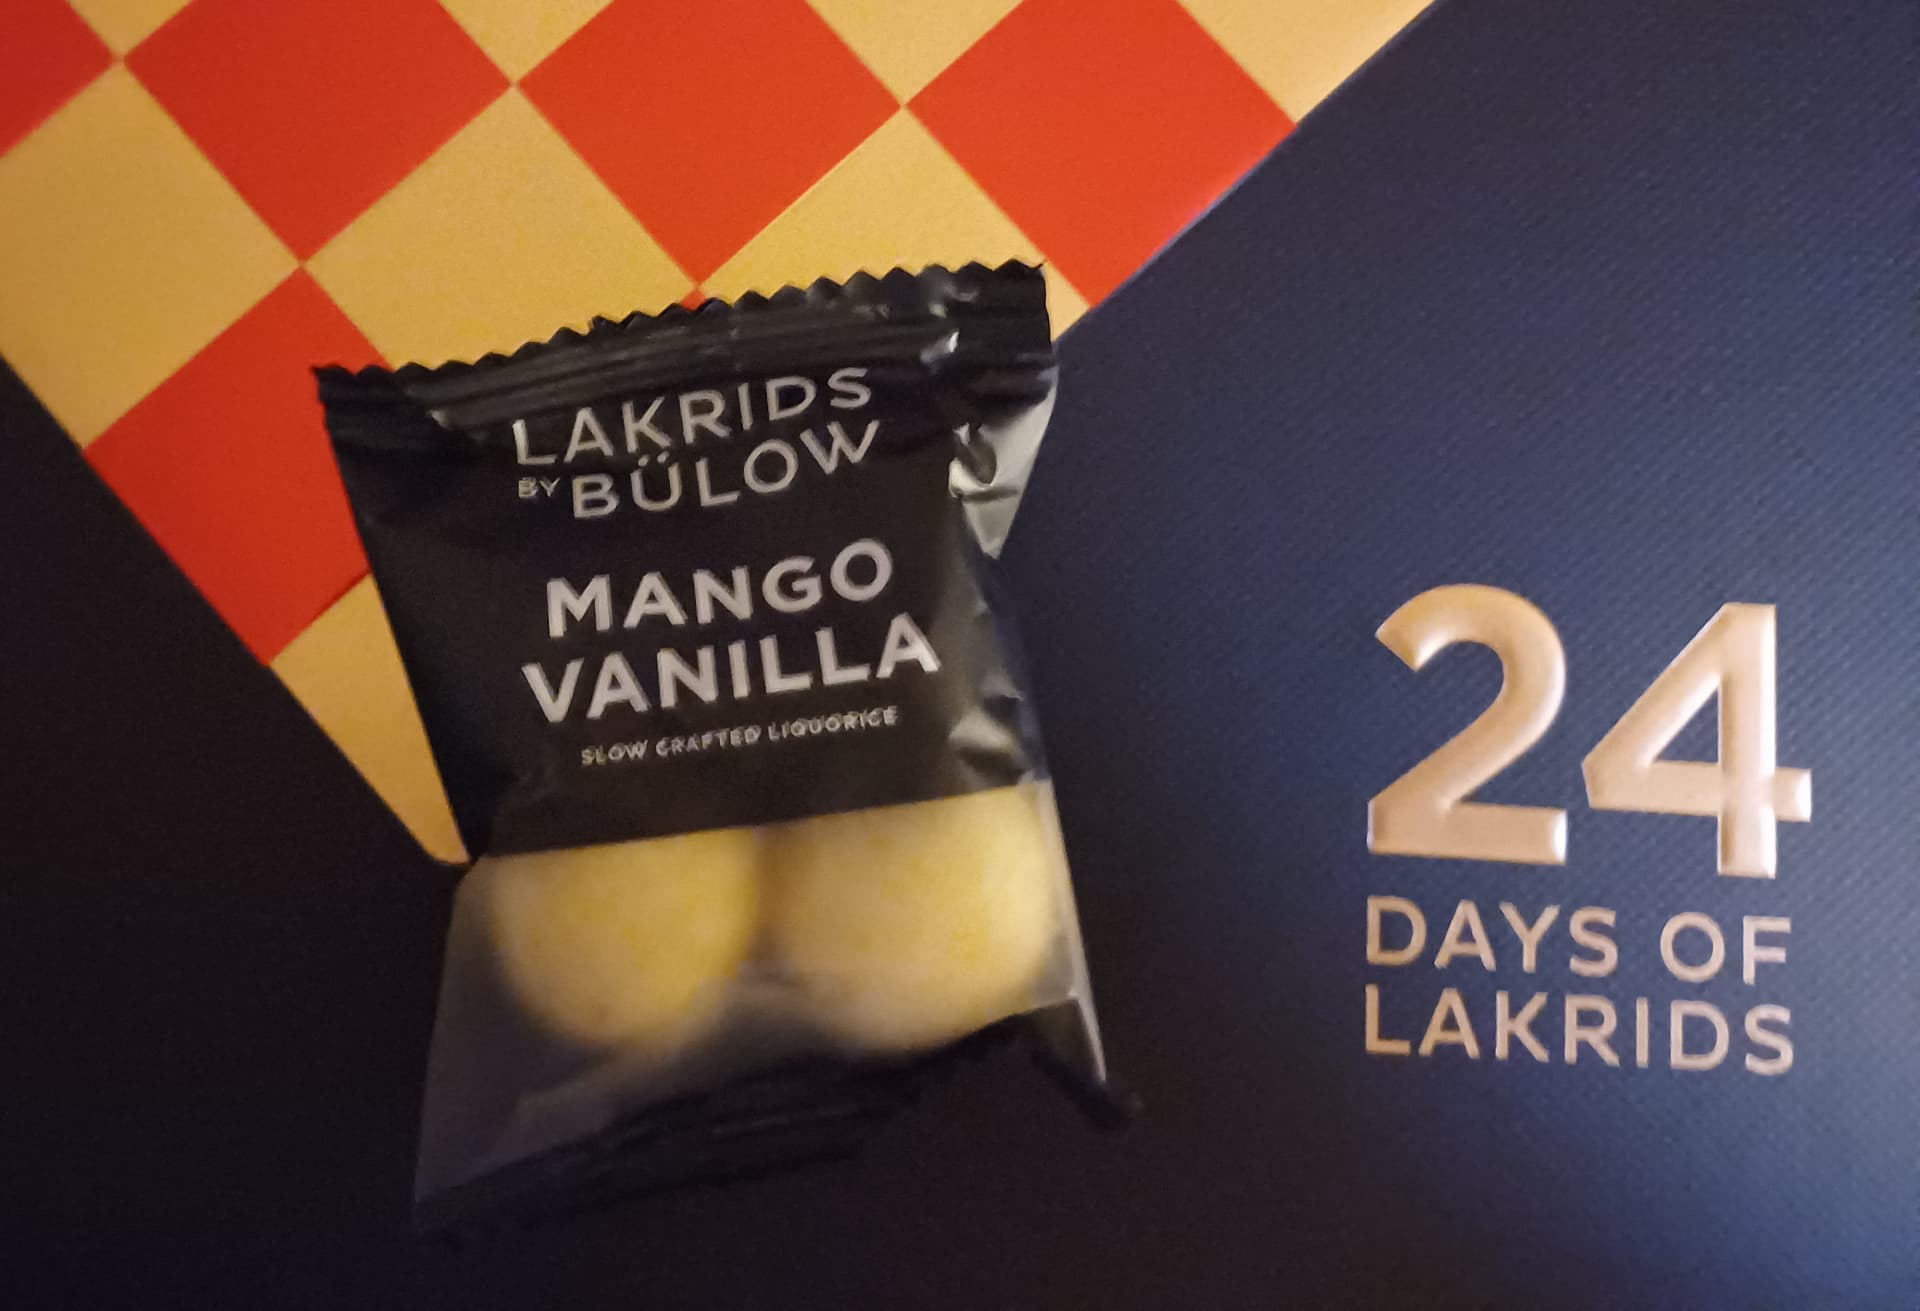 LAKRIDS
BY BÜLOW
MANGO
VANILLA
SLOW CRAFTED LIQUORICE
24
DAYS OF
LAKRIDS